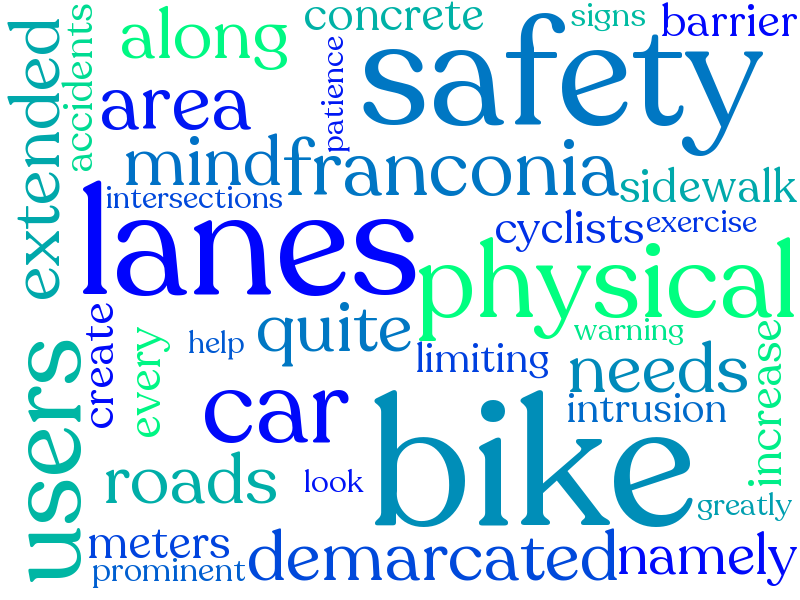 concrete
signs
barrier
along
safety
extended
accidents
patience
area
mind
franconia
sidewalk
intersections
lanes
cyclists
exercise
physical
create
every
help
quite
warning
limiting
increase
needs
car
intrusion
users
bike
roads
look
greatly
meters
demarcated
namely
prominent